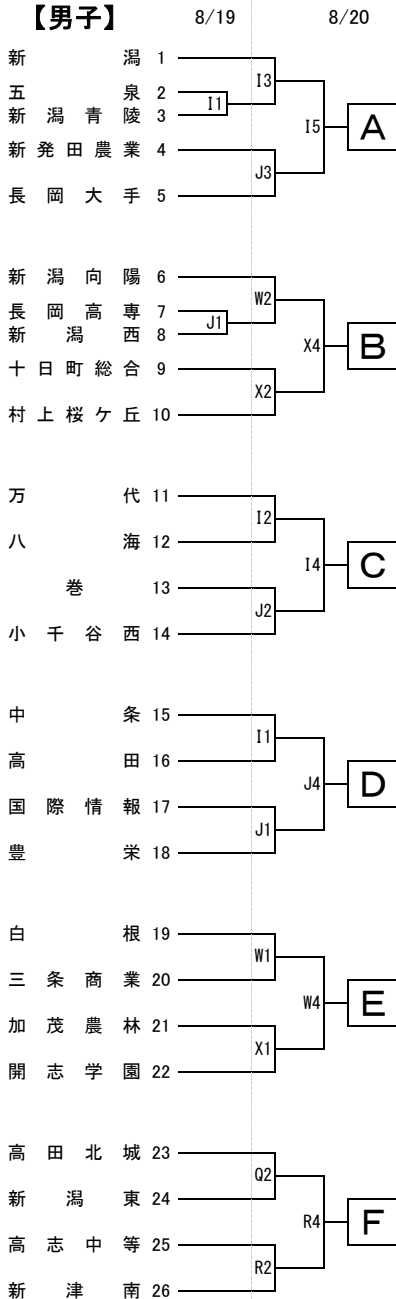 【男子】 8/19 8/20
新潟 1
五泉 2
新潟青陵 3
新発田農業 4
長岡大手 5
I1
I3
J3
I5
A
新潟向陽 6
長岡高専 7
新潟西 8
十日町総合 9
村上桜ケ丘 10
J1
W2
X2
X4
B
万代 11
八海 12
巻 13
小千谷西 14
I2
J2
I4
C
中条 15
高田 16
国際情報 17
豊栄 18
I1
J1
J4
D
白根 19
三条商業 20
加茂農林 21
開志学園 22
W1
X1
W4
E
高田北城 23
新潟東 24
高志中等 25
新津南 26
Q2
R2
R4
F